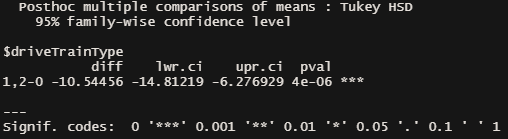 Posthoc multiple comparisons of means : Tukey HSD
95% family-wise confidence level
$driveTrainType
diff lwr.ci upr.ci pval
1,2-0 -10.54456 -14.81219 -6.276929 4e-06 ***
---
Signif. codes: 0 '***' 0.001 '**' 0.01 '*' 0.05 '.' 0.1 ' ' 1